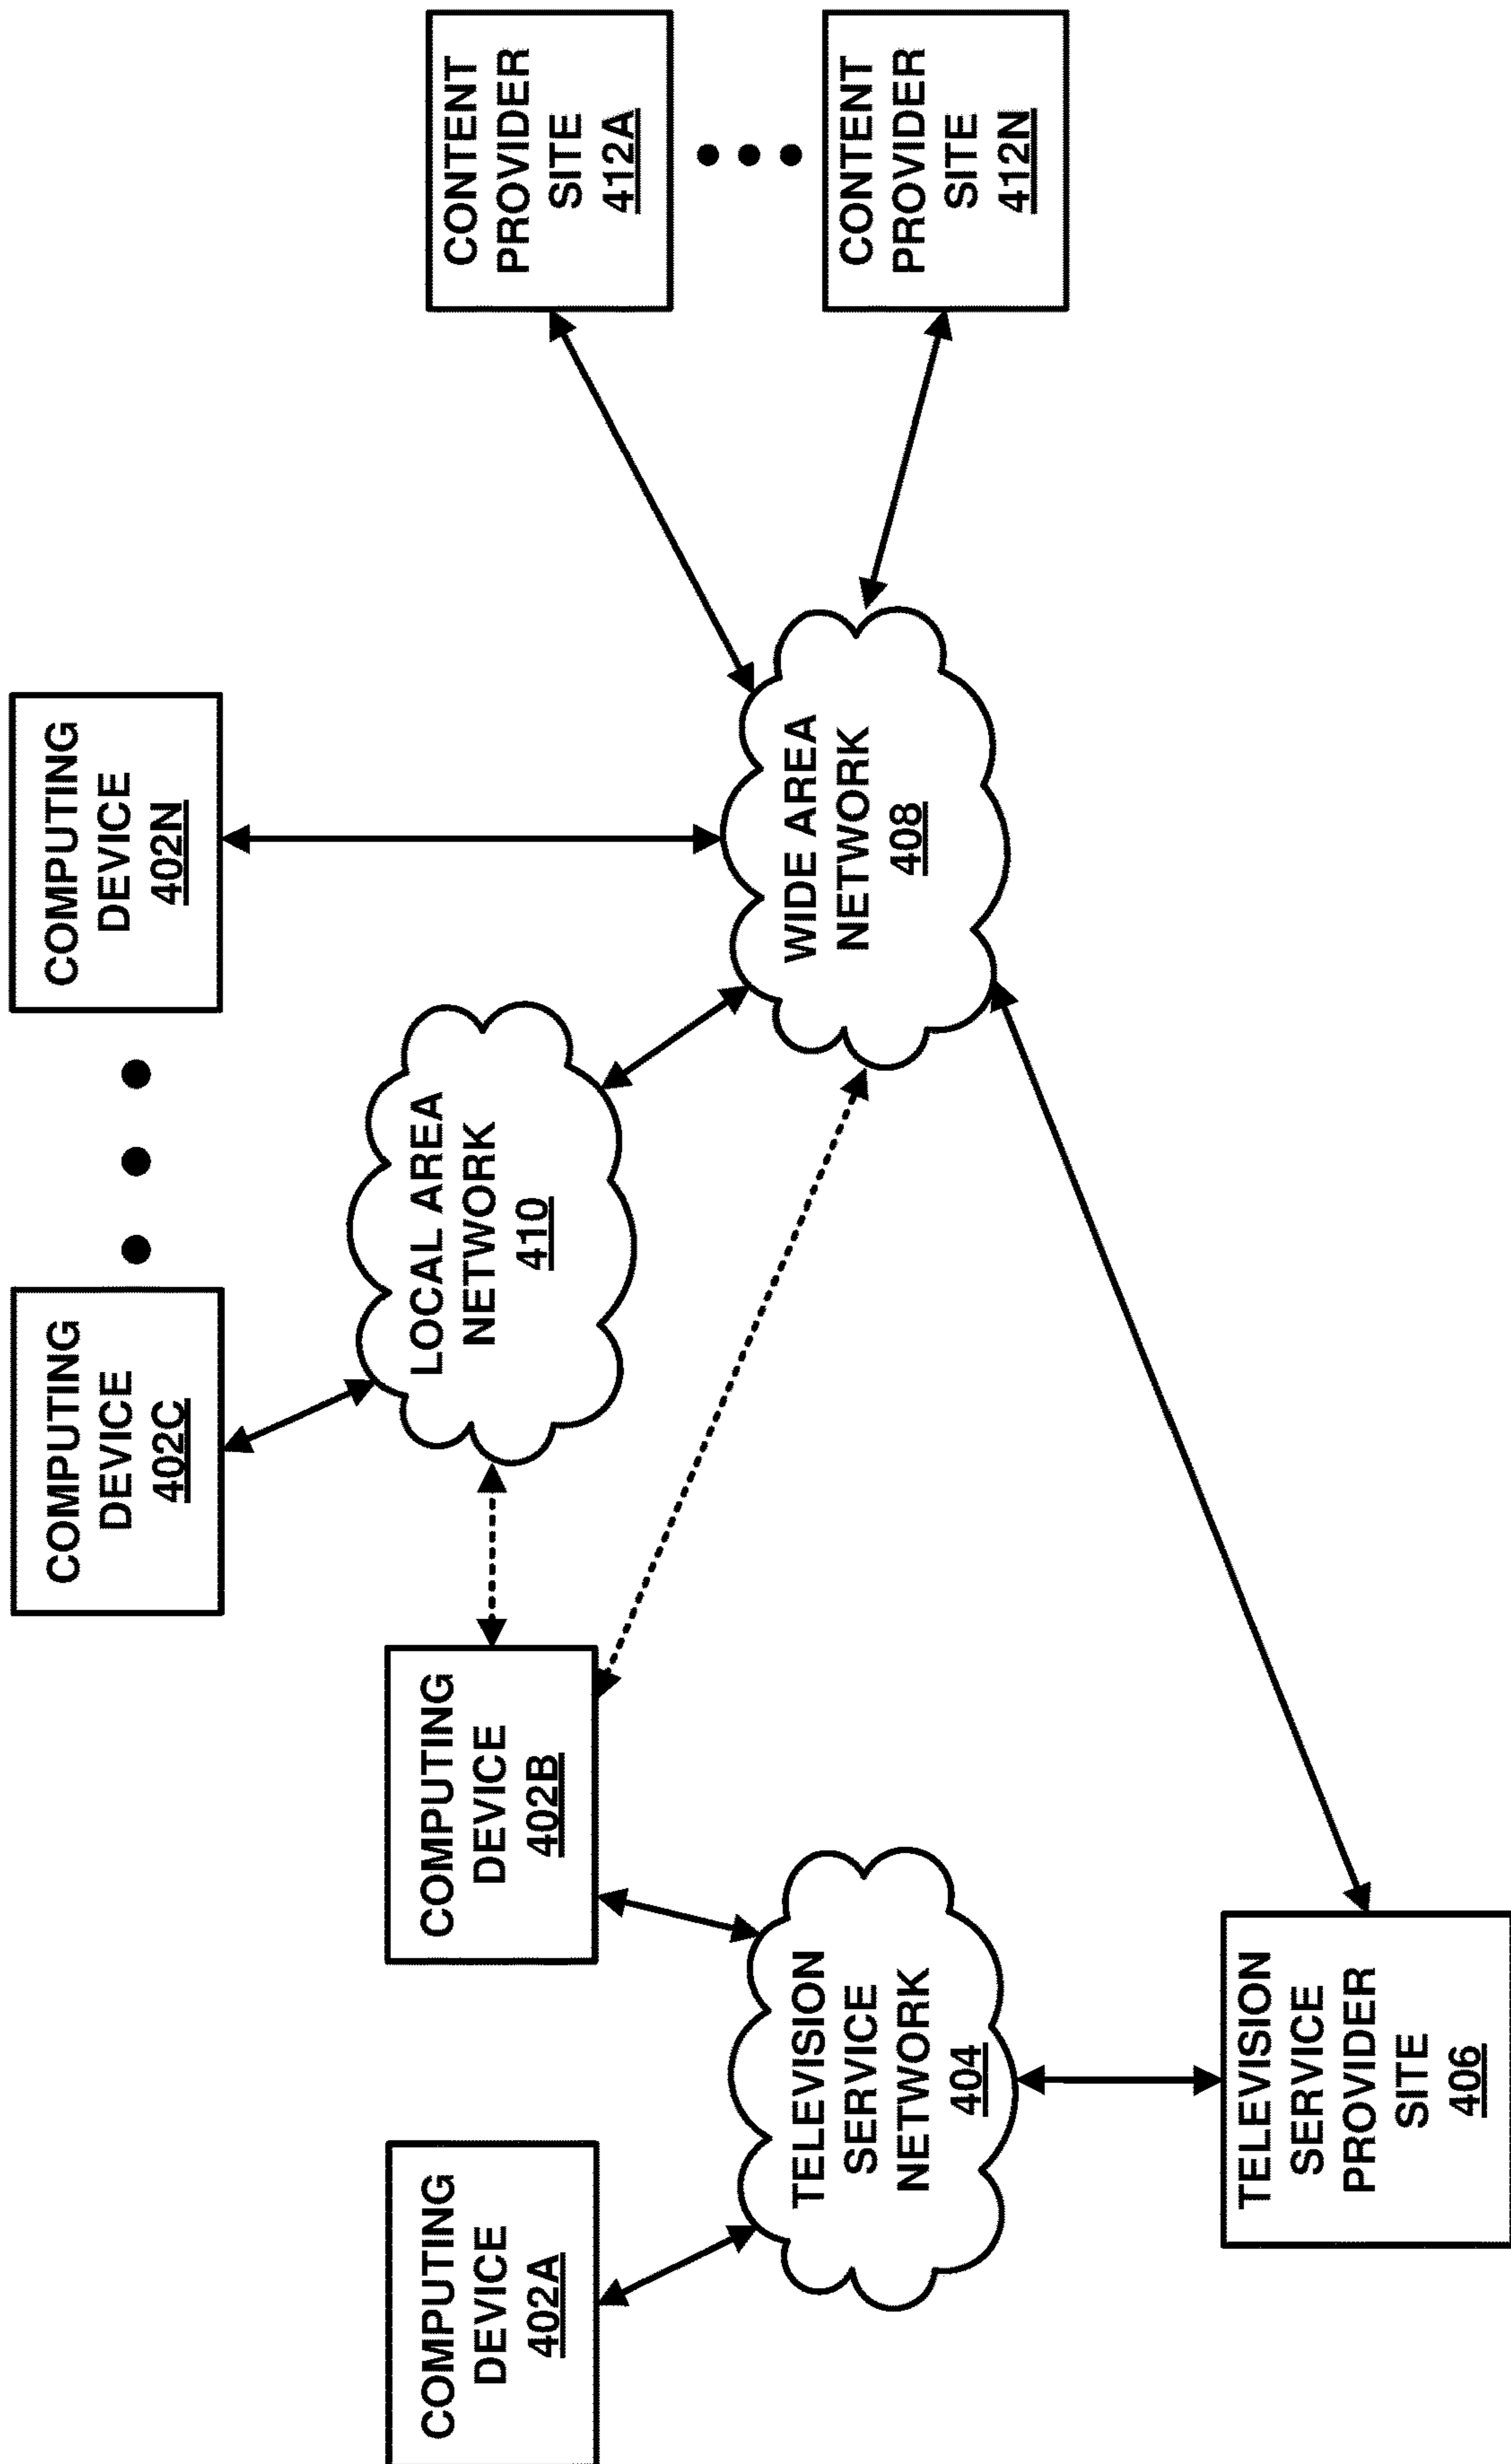 COMPUTING
DEVICE
402A
COMPUTING
DEVICE
402B
COMPUTING
DEVICE
402C
COMPUTING
DEVICE
402N
TELEVISION
SERVICE
NETWORK
404
LOCAL AREA
NETWORK
410
WIDE AREA
NETWORK
408
CONTENT
PROVIDER
SITE
412A
CONTENT
PROVIDER
SITE
412N
TELEVISION
SERVICE
PROVIDER
SITE
406